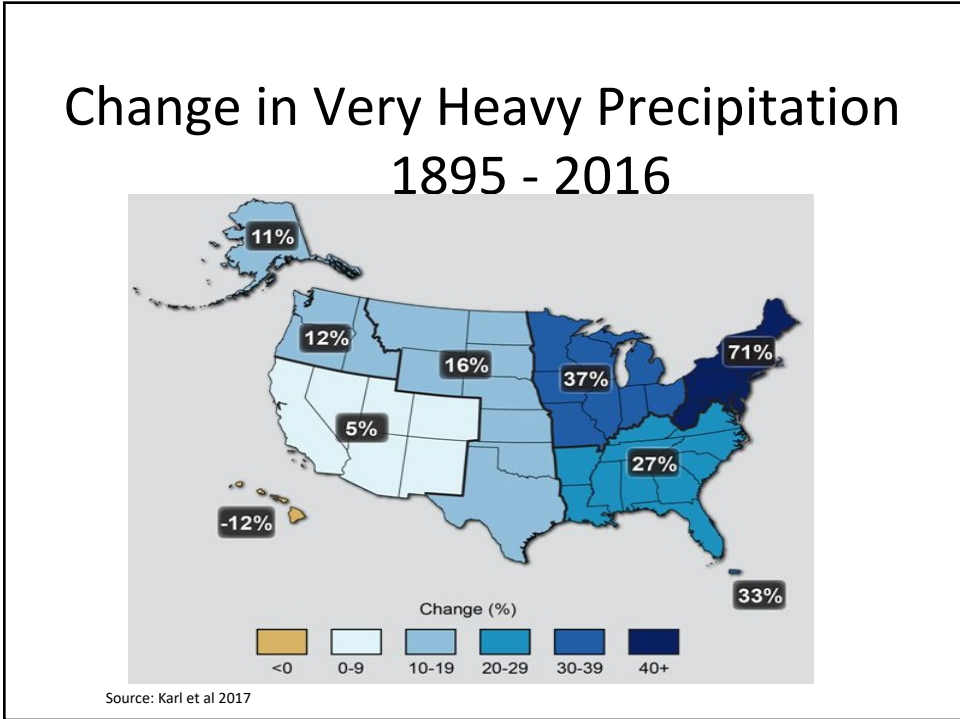 Change in Very Heavy Precipitation
1895 - 2016
11%
12%
16%
37%
71%
5%
27%
-12%
33%
Change (%)
<0 0-9 10-19 20-29 30-39 40+
Source: Karl et al 2017